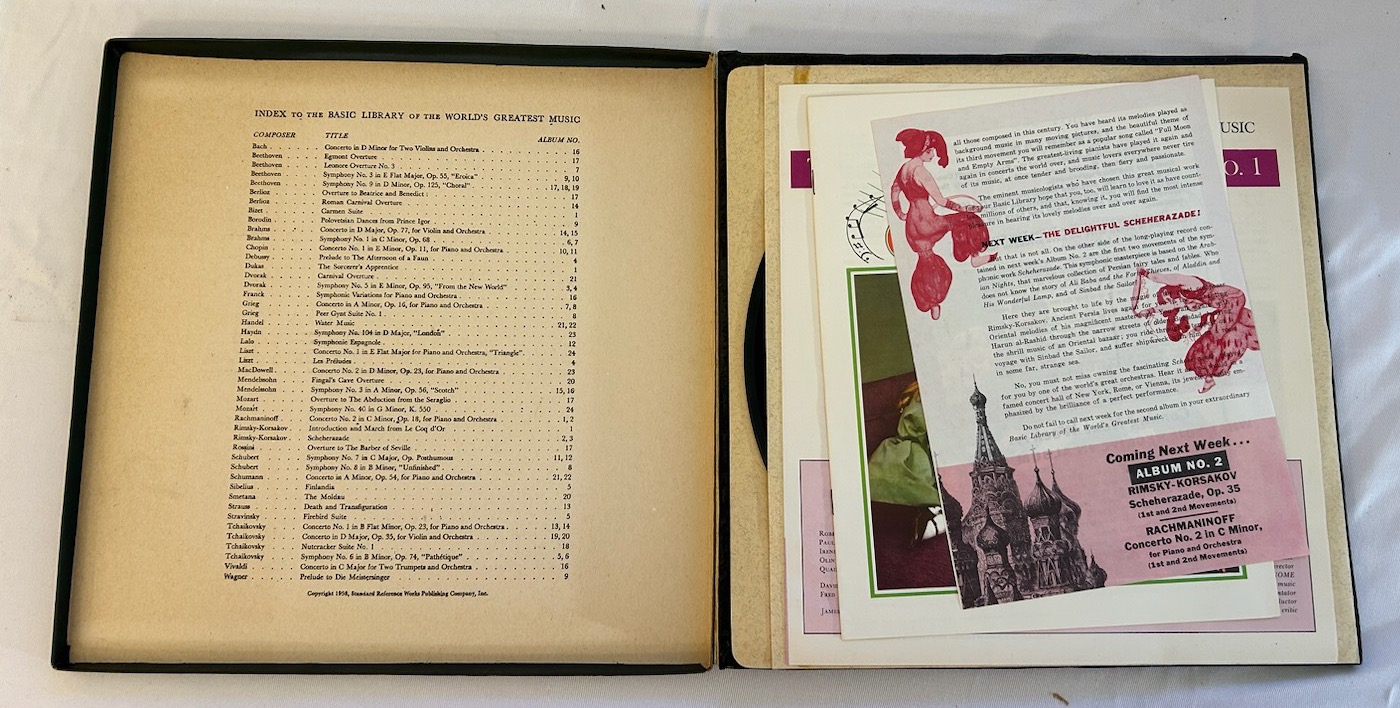 INDEX TO THE BASIC LIBRARY OF THE WORLD'S GREATEST MUSIC
COMPOSER TITLE ALBUM NO.
Bach . . . . . Concerto in D Minor for Two Violins and Orchestra . . . . . 16
Beethoven . . . . Egmont Overture . . . . . 17
Beethoven . . . . Leonore Overture No. 3 . . . . . 7
Beethoven . . . . Symphony No. 3 in E Flat Major, Op. 55, "Eroica" . . . . . 9, 10
Beethoven . . . . Symphony No. 9 in D Minor, Op. 125, "Choral" . . . . . 17, 18, 19
Berlioz . . . . . Overture to Beatrice and Benedict . . . . . 17
Berlioz . . . . . Roman Carnival Overture . . . . . 14
Bizet . . . . . Carmen Suite . . . . . 1
Borodin . . . . . Polovetsian Dances from Prince Igor . . . . . 9
Brahms . . . . . Concerto in D Major, Op. 77, for Violin and Orchestra . . . . . 14, 15
Brahms . . . . . Symphony No. 1 in C Minor, Op. 68 . . . . . 6, 7
Chopin . . . . . Concerto No. 1 in E Minor, Op. 11, for Piano and Orchestra . . . . . 10, 11
Debussy . . . . . Prelude to The Afternoon of a Faun . . . . . 4
Dukas . . . . . The Sorcerer's Apprentice . . . . . 1
Dvorak . . . . . Carnival Overture . . . . . 21
Dvorak . . . . . Symphony No. 5 in E Minor, Op. 95, "From the New World" . . . . . 3, 4
Franck . . . . . Symphonic Variations for Piano and Orchestra . . . . . 16
Grieg . . . . . Concerto in A Minor, Op. 16, for Piano and Orchestra . . . . . 7, 8
Grieg . . . . . Peer Gynt Suite No. 1 . . . . . 8
Handel . . . . . Water Music . . . . . 21, 22
Haydn . . . . . Symphony No. 104 in D Major, "London" . . . . . 23
Lalo . . . . . Symphonie Espagnole . . . . . 12
Liszt . . . . . Concerto No. 1 in E Flat Major for Piano and Orchestra, "Triangle" . . . . . 24
Liszt . . . . . Les Préludes . . . . . 4
MacDowell . . . . Concerto No. 2 in D Minor, Op. 23, for Piano and Orchestra . . . . . 23
Mendelssohn . . . . Fingal's Cave Overture . . . . . 20
Mendelssohn . . . . Symphony No. 3 in A Minor, Op. 56, "Scotch" . . . . . 15, 16
Mozart . . . . . Overture to The Abduction from the Seraglio . . . . . 17
Mozart . . . . . Symphony No. 40 in G Minor, K. 550 . . . . . 24
Rachmaninoff . . . Concerto No. 2 in C Minor, Op. 18, for Piano and Orchestra . . . . . 1, 2
Rimsky-Korsakov . . Introduction and March from Le Coq d'Or . . . . . 1
Rimsky-Korsakov . . Scheherazade . . . . . 2, 3
Rossini . . . . . Overture to The Barber of Seville . . . . . 17
Schubert . . . . . Symphony No. 7 in C Major, Op. Posthumous . . . . . 11, 12
Schubert . . . . . Symphony No. 8 in B Minor, "Unfinished" . . . . . 8
Schumann . . . . . Concerto in A Minor, Op. 54, for Piano and Orchestra . . . . . 21, 22
Sibelius . . . . . Finlandia . . . . . 5
Smetana . . . . . The Moldau . . . . . 20
Strauss . . . . . Death and Transfiguration . . . . . 13
Stravinsky . . . . Firebird Suite . . . . . 5
Tchaikovsky . . . . Concerto No. 1 in B Flat Minor, Op. 23, for Piano and Orchestra . . . . . 13, 14
Tchaikovsky . . . . Concerto in D Major, Op. 35, for Violin and Orchestra . . . . . 19, 20
Tchaikovsky . . . . Nutcracker Suite No. 1 . . . . . 18
Tchaikovsky . . . . Symphony No. 6 in B Minor, Op. 74, "Pathétique" . . . . . 5, 6
Vivaldi . . . . . Concerto in C Major for Two Trumpets and Orchestra . . . . . 16
Wagner . . . . . Prelude to Die Meistersinger . . . . . 9
Copyright 1958, Standard Reference Works Publishing Company, Inc.
USIC
O. 1
all those composed in this century. You have heard its melodies played as
background music in many moving pictures, and the beautiful theme of
its third movement you will remember as a popular song called "Full Moon
and Empty Arms". The greatest living pianists have played it again and
again in concerts the world over, and music lovers everywhere never tire
of its music, at once tender and brooding, then fiery and passionate.
The eminent musicologists who have chosen this great musical work
for your Basic Library hope that you, too, will learn to love it as have count-
millions of others, and that, knowing it, you will find the most intense
pleasure in hearing its lovely melodies over and over again.
NEXT WEEK—THE DELIGHTFUL SCHEHERAZADE!
But that is not all. On the other side of the long-playing record con-
tained in next week's Album No. 2 are the first two movements of the sym-
phonic work Scheherazade. This symphonic masterpiece is based on the Arab-
ian Nights, that marvelous collection of Persian fairy tales and fables. Who
does not know the story of Ali Baba and the Forty Thieves, of Aladdin and
His Wonderful Lamp, and of Sinbad the Sailor
Here they are brought to life by the magic of
Rimsky-Korsakov. Ancient Persia lives again for you
Oriental melodies of his magnificent
Harun al-Rashid through the narrow streets of
the shrill music of an Oriental bazaar; you ride
voyage with Sinbad the Sailor, and suffer shipwreck
in some far, strange sea.
No, you must not miss owning the fascinating
for you by one of the world's great orchestras. Hear it
famed concert hall of New York, Rome, or Vienna, its em-
phasized by the brilliance of a perfect performance.
Do not fail to call next week for the second album in your extraordinary
Basic Library of the World's Greatest Music.
Coming Next Week...
ALBUM NO. 2
RIMSKY-KORSAKOV
Scheherazade, Op. 35
(1st and 2nd Movements)
RACHMANINOFF
Concerto No. 2 in C Minor,
for Piano and Orchestra
(1st and 2nd Movements)